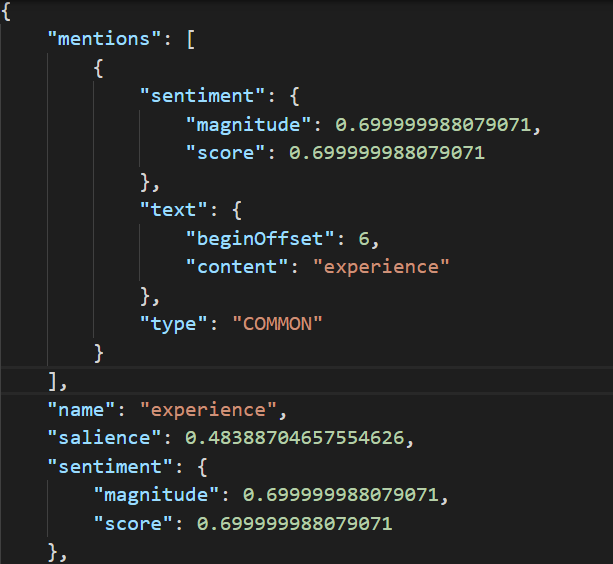 {
"mentions": [
{
"sentiment": {
"magnitude": 0.699999988079071,
"score": 0.699999988079071
},
"text": {
"beginOffset": 6,
"content": "experience"
},
"type": "COMMON"
}
],
"name": "experience",
"salience": 0.48388704657554626,
"sentiment": {
"magnitude": 0.699999988079071,
"score": 0.699999988079071
},